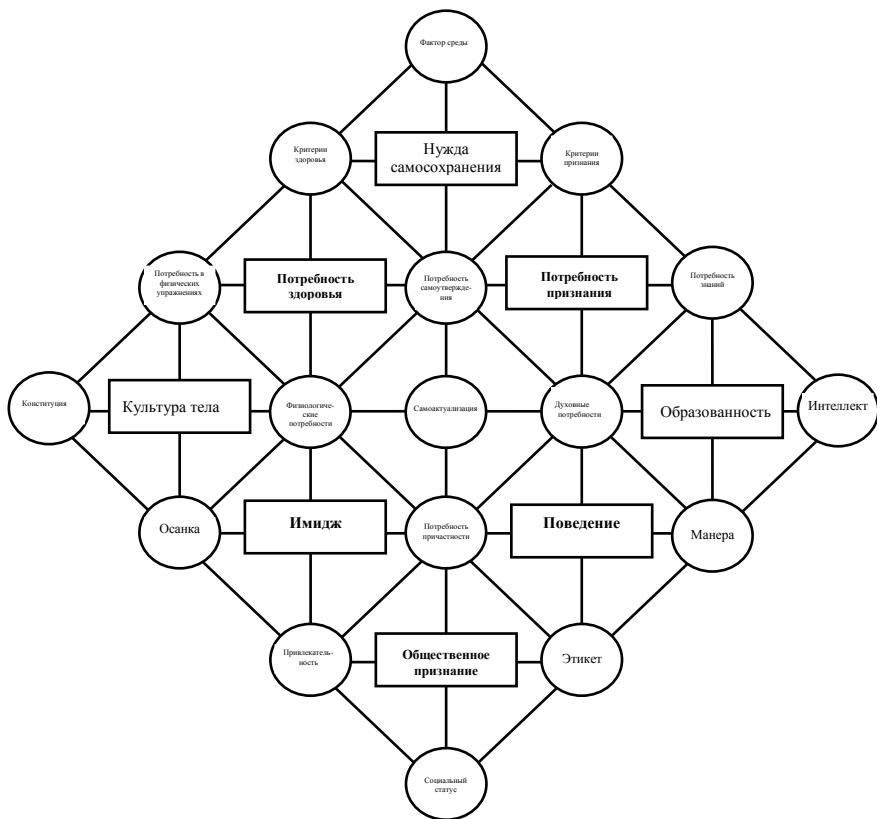 Фактор среды
Критерии
здоровья
Нужда
самосохранения
Критерии
признания
Потребность в
физических
упражнениях
Потребность
здоровья
Потребность
самоутвержде-
ния
Потребность
признания
Потребность
знаний
Конституция
Культура тела
Физиологиче-
ские
потребности
Самоактуализация
Духовные
потребности
Образованность
Интеллект
Осанка
Имидж
Потребность
причастности
Поведение
Манера
Привлекатель-
ность
Общественное
признание
Этикет
Социальный
статус